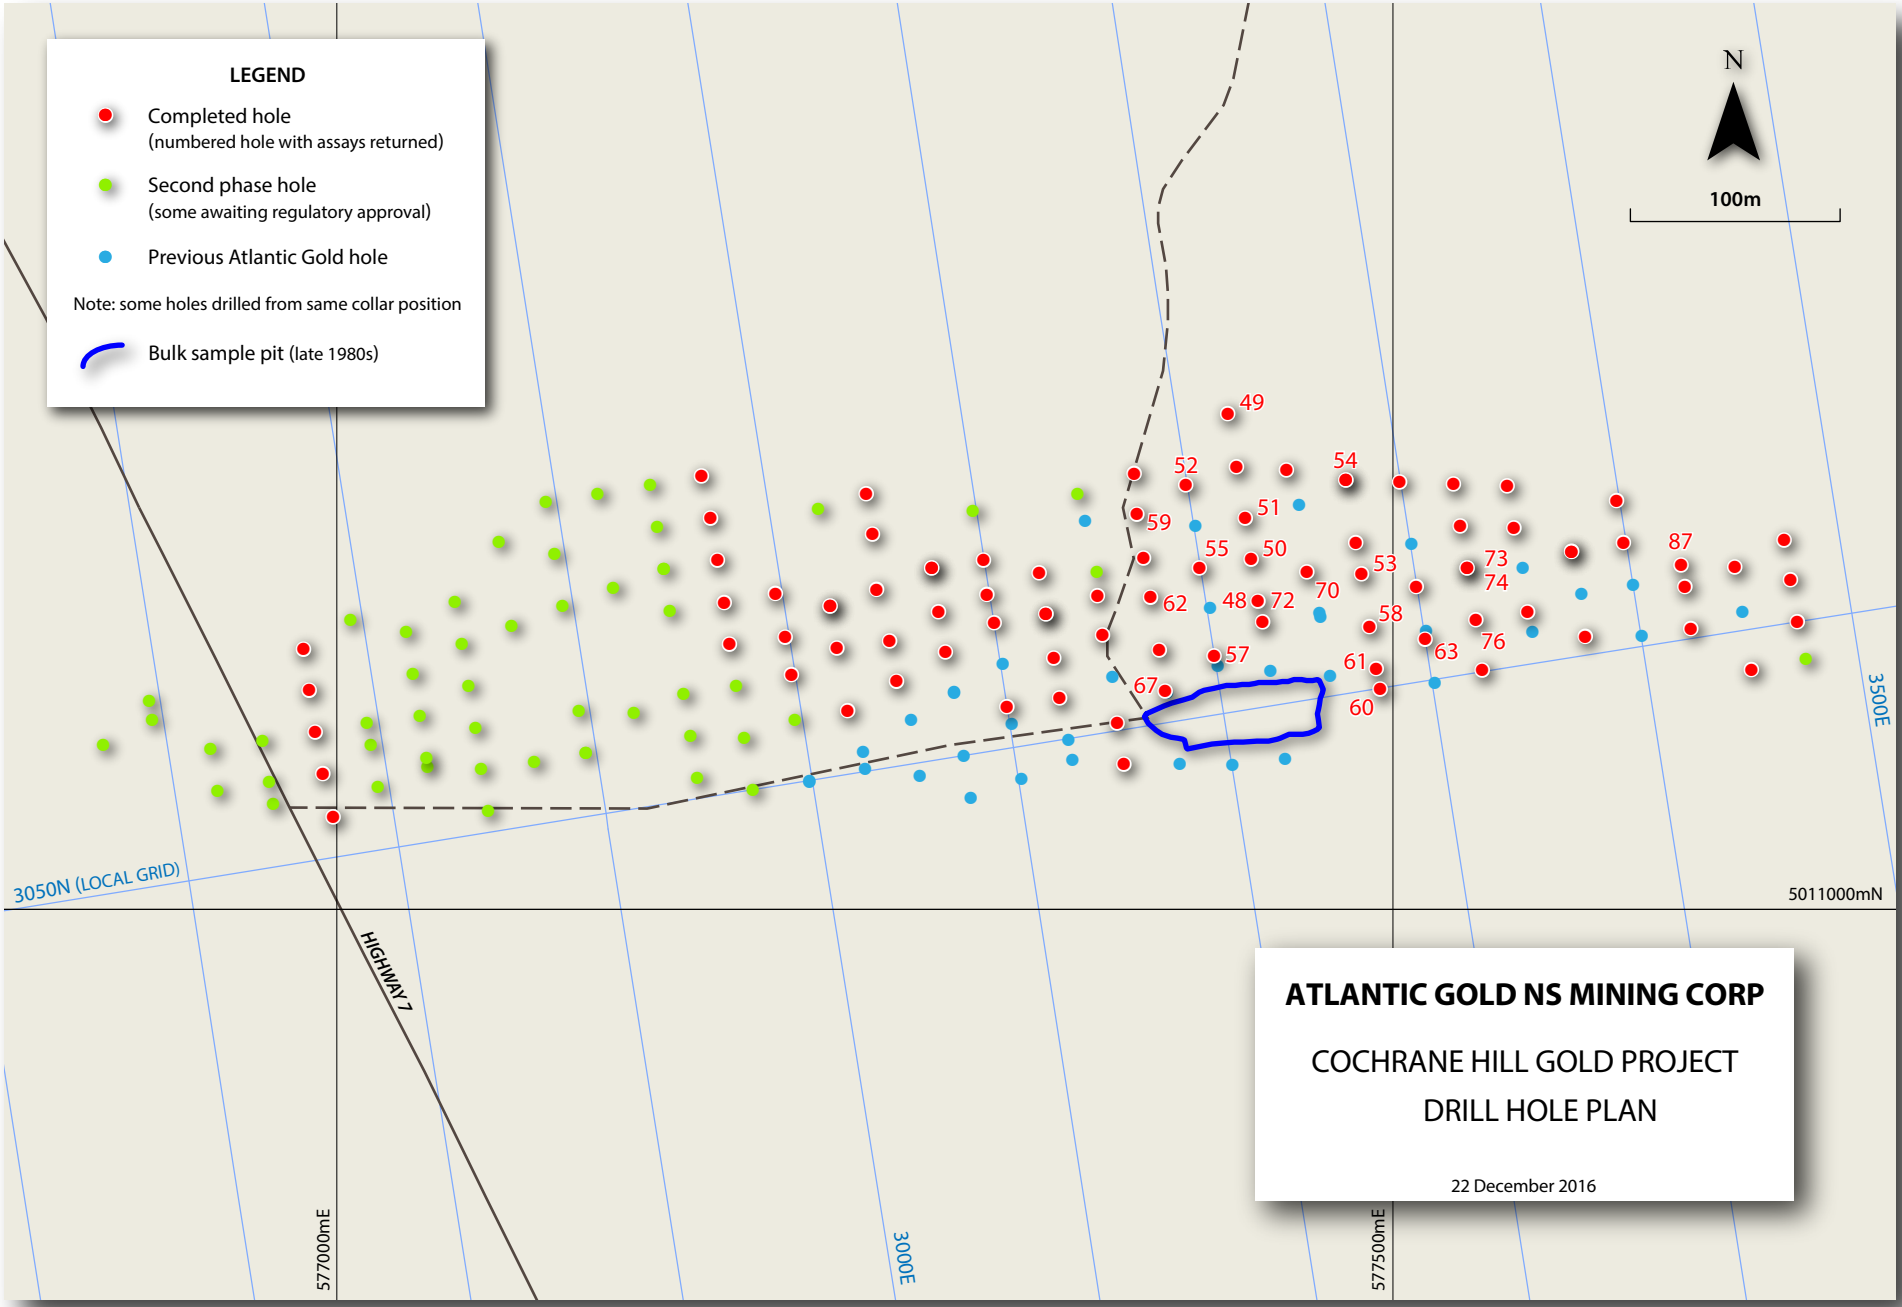 LEGEND
Completed hole
(numbered hole with assays returned)
Second phase hole
(some awaiting regulatory approval)
Previous Atlantic Gold hole
Note: some holes drilled from same collar position
Bulk sample pit (late 1980s)
N
100m
49
52
54
59
51
55
50
53
73
74
87
62
48
72
70
58
57
63
76
61
67
60
3500E
3050N (LOCAL GRID)
5011000mN
HIGHWAY 7
ATLANTIC GOLD NS MINING CORP
COCHRANE HILL GOLD PROJECT
DRILL HOLE PLAN
22 December 2016
577000mE
3000E
577500mE